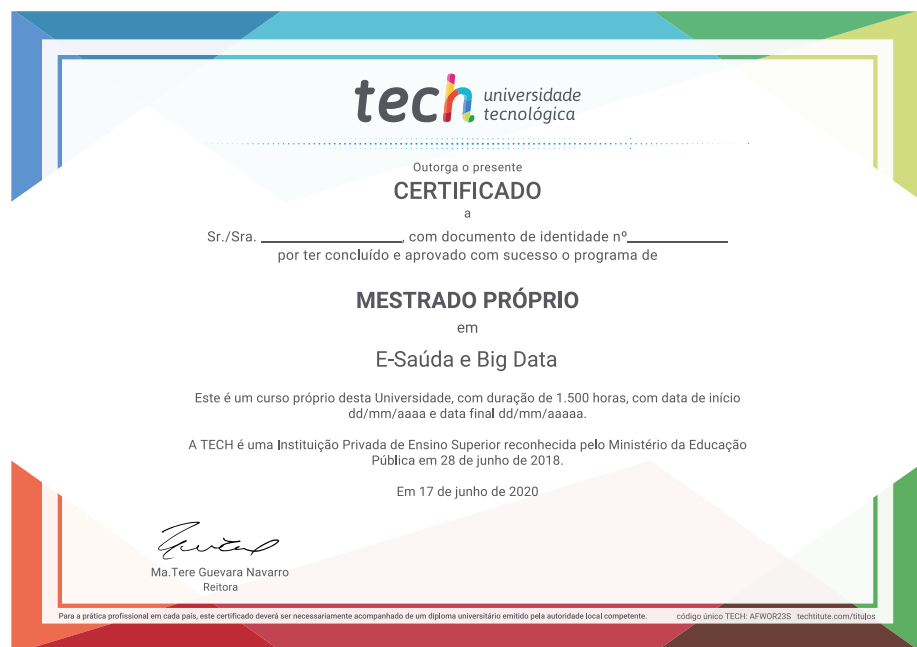 tech universidade
tecnológica
Outorga o presente
CERTIFICADO
a
Sr./Sra. ____________________, com documento de identidade nº______________
por ter concluído e aprovado com sucesso o programa de
MESTRADO PRÓPRIO
em
E-Saúda e Big Data
Este é um curso próprio desta Universidade, com duração de 1.500 horas, com data de início
dd/mm/aaaa e data final dd/mm/aaaaa.
A TECH é uma Instituição Privada de Ensino Superior reconhecida pelo Ministério da Educação
Pública em 28 de junho de 2018.
Em 17 de junho de 2020
Ma.Tere Guevara Navarro
Reitora
Para a prática profissional em cada país, este certificado deverá ser necessariamente acompanhado de um diploma universitário emitido pela autoridade local competente. código único TECH: AFWOR23S techtitute.com/titulos